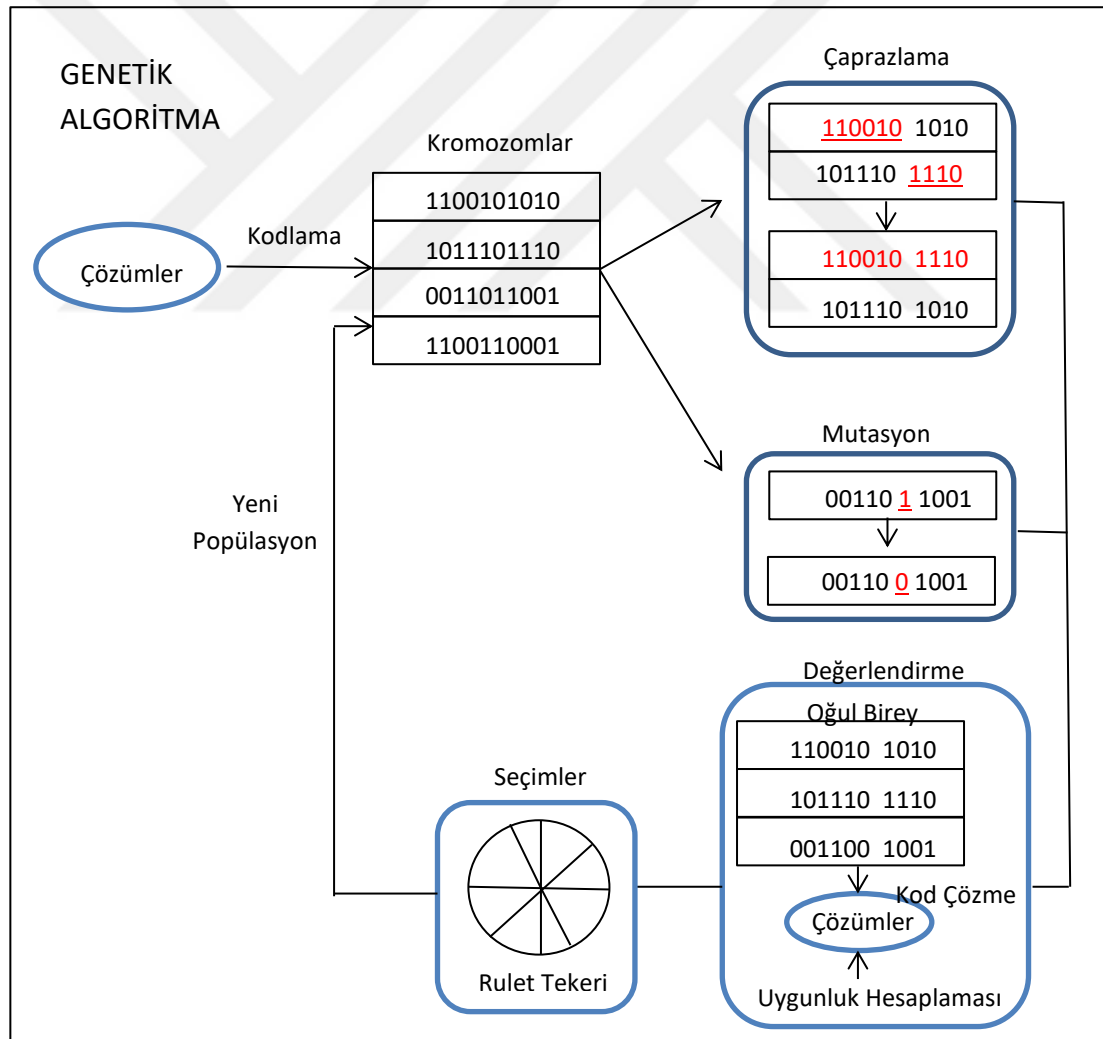 GENETİK
ALGORİTMA
Kromozomlar
1100101010
1011101110
0011011001
1100110001
Kodlama
Çözümler
Çaprazlama
110010 1010
101110 1110
110010 1110
101110 1010
Mutasyon
00110 1 1001
00110 0 1001
Yeni
Popülasyon
Değerlendirme
Oğul Birey
110010 1010
101110 1110
001100 1001
Kod Çözme
Çözümler
Uygunluk Hesaplaması
Seçimler
Rulet Tekeri